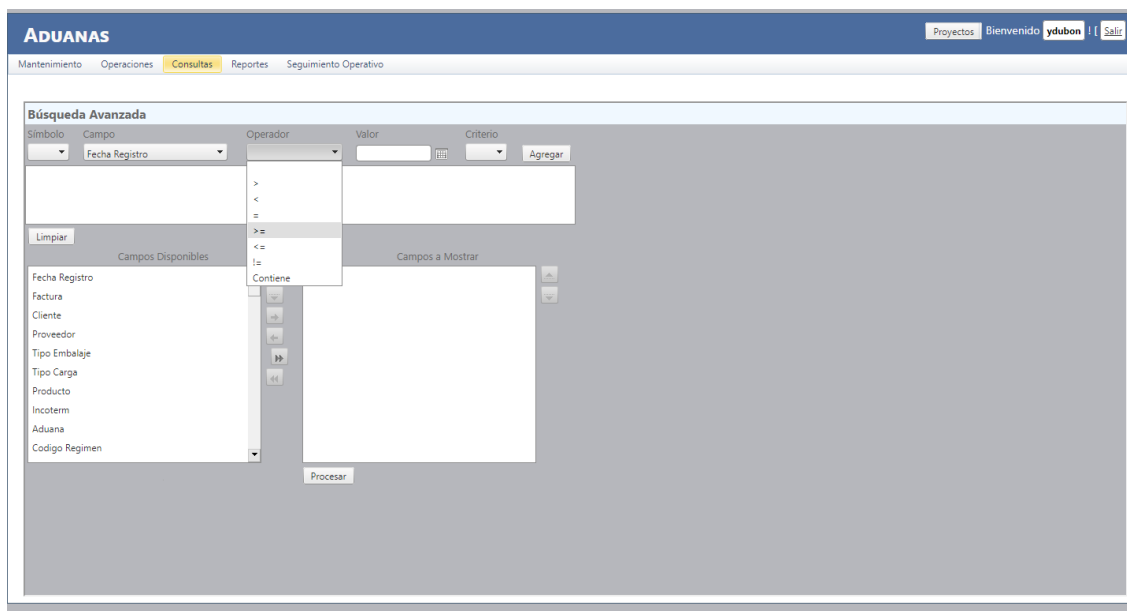 ADUANAS
Proyectos Bienvenido ydubon ! [ Salir
Mantenimiento Operaciones Consultas Reportes Seguimiento Operativo
Búsqueda Avanzada
Símbolo Campo Operador Valor Criterio
Fecha Registro Agregar
>
<
=
>=
<=
!=
Contiene
Limpiar
Campos Disponibles Campos a Mostrar
Fecha Registro
Factura
Cliente
Proveedor
Tipo Embalaje
Tipo Carga
Producto
Incoterm
Aduana
Codigo Regimen
Procesar